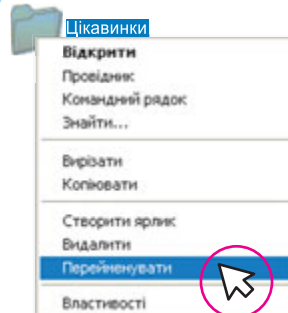 Цікавинки
Відкрити
Провідник
Командний рядок
Знайти...
Вирізати
Копіювати
Створити ярлик
Видалити
Перейменувати
Властивості